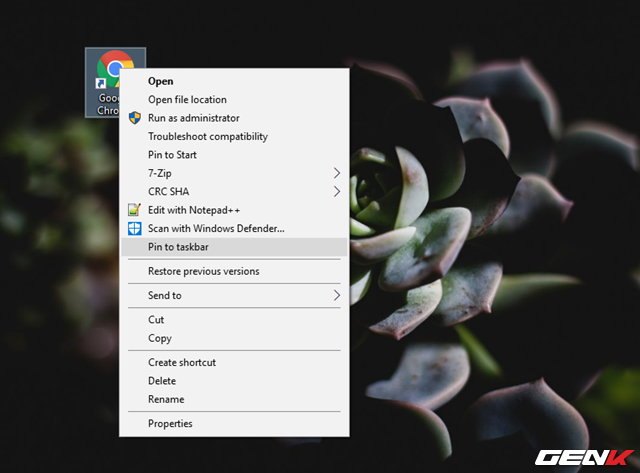 Goo
Chro
Open
Open file location
Run as administrator
Troubleshoot compatibility
Pin to Start
7-Zip
CRC SHA
Edit with Notepad++
Scan with Windows Defender...
Pin to taskbar
Restore previous versions
Send to
Cut
Copy
Create shortcut
Delete
Rename
Properties
GENK